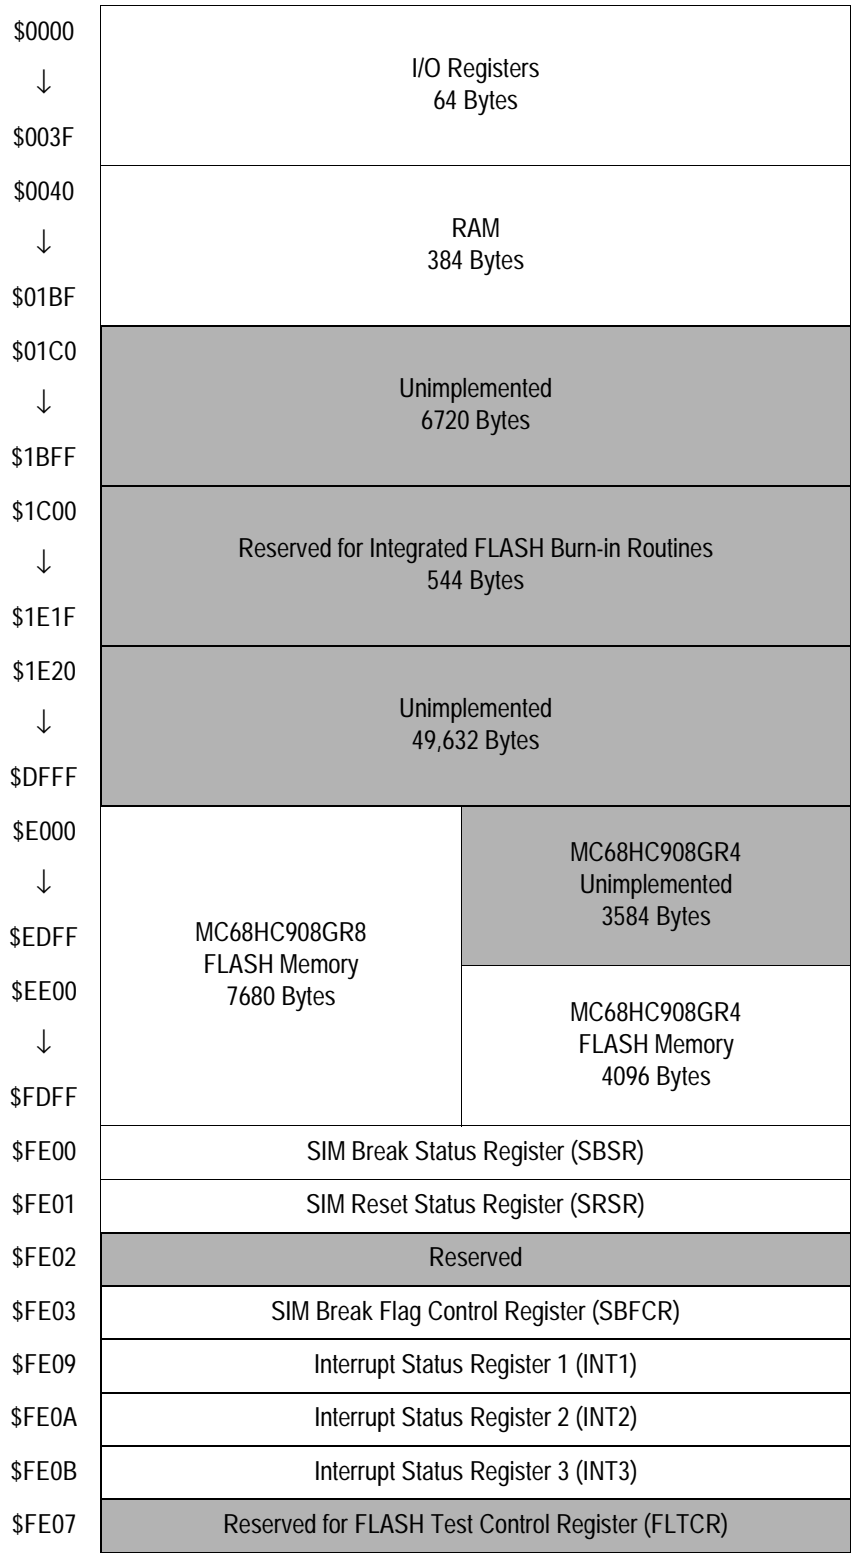 $0000
↓
$003F
I/O Registers
64 Bytes
$0040
↓
$01BF
RAM
384 Bytes
$01C0
↓
$1BFF
Unimplemented
6720 Bytes
$1C00
↓
$1E1F
Reserved for Integrated FLASH Burn-in Routines
544 Bytes
$1E20
↓
$DFFF
Unimplemented
49,632 Bytes
$E000
↓
$EDFF
$EE00
↓
$FDFF
MC68HC908GR8
FLASH Memory
7680 Bytes
MC68HC908GR4
Unimplemented
3584 Bytes
MC68HC908GR4
FLASH Memory
4096 Bytes
$FE00 SIM Break Status Register (SBSR)
$FE01 SIM Reset Status Register (SRSR)
$FE02 Reserved
$FE03 SIM Break Flag Control Register (SBFCR)
$FE09 Interrupt Status Register 1 (INT1)
$FE0A Interrupt Status Register 2 (INT2)
$FE0B Interrupt Status Register 3 (INT3)
$FE07 Reserved for FLASH Test Control Register (FLTCR)